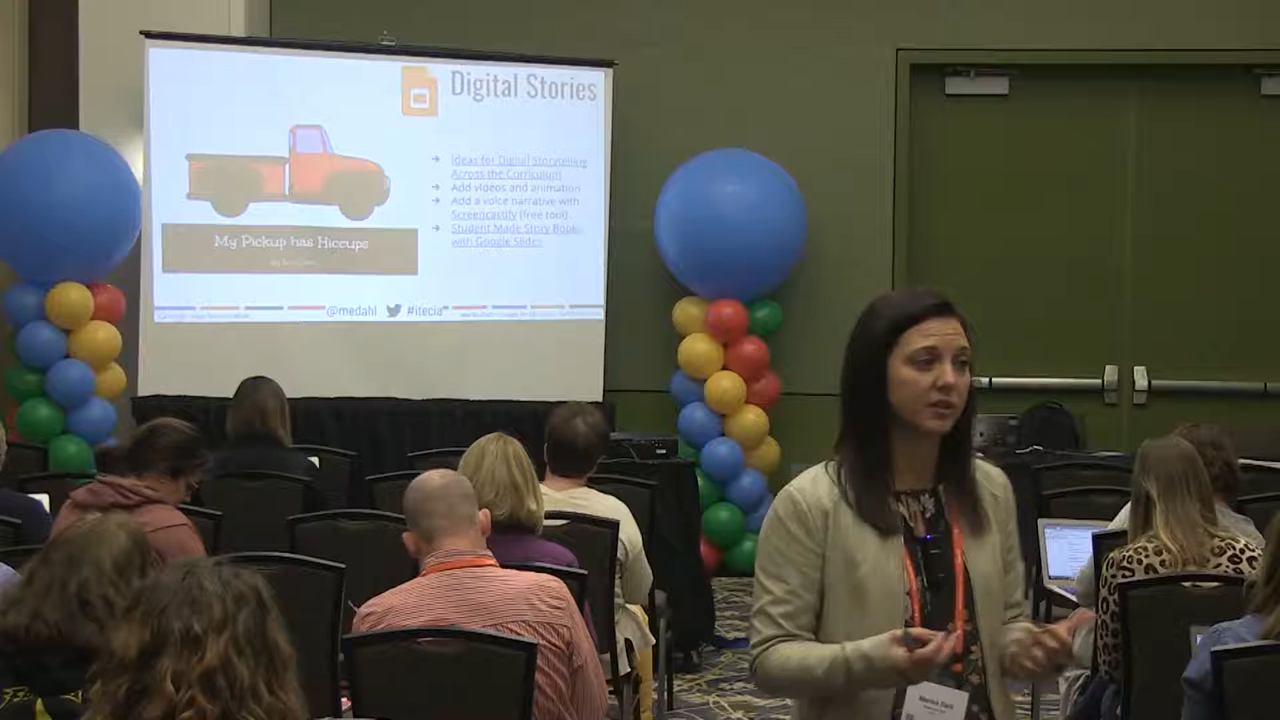 Digital Stories
➔ Ideas for Digital Storytelling
Across the Curriculum
➔ Add videos and animation
➔ Add a voice narrative with
Screencastify (free tool)
➔ Student Made Story Books
with Google Slides
My Pickup has Hiccups
@medahl
#itecia